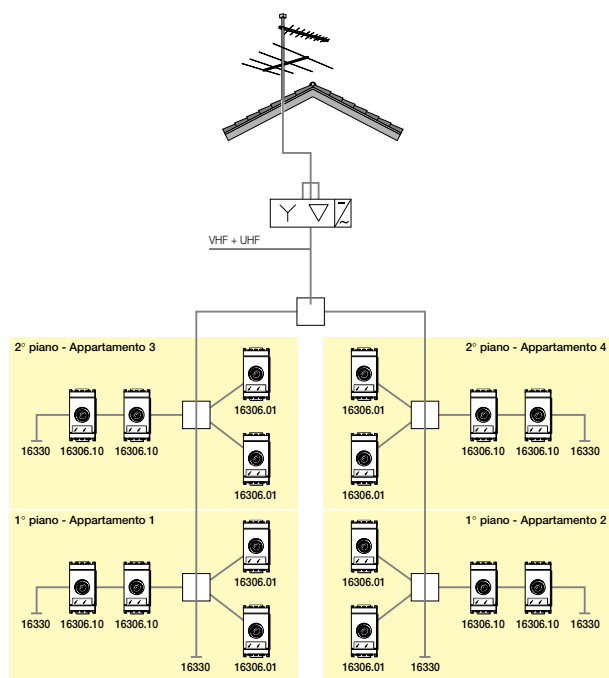 VHF + UHF
2° piano - Appartamento 3
16306.01
16330 16306.10 16306.10
16306.01
2° piano - Appartamento 4
16306.01
16306.10 16306.10 16330
16306.01
1° piano - Appartamento 1
16306.01
16330 16306.10 16306.10
16330 16306.01
1° piano - Appartamento 2
16306.01
16306.10 16306.10 16330
16306.01 16330